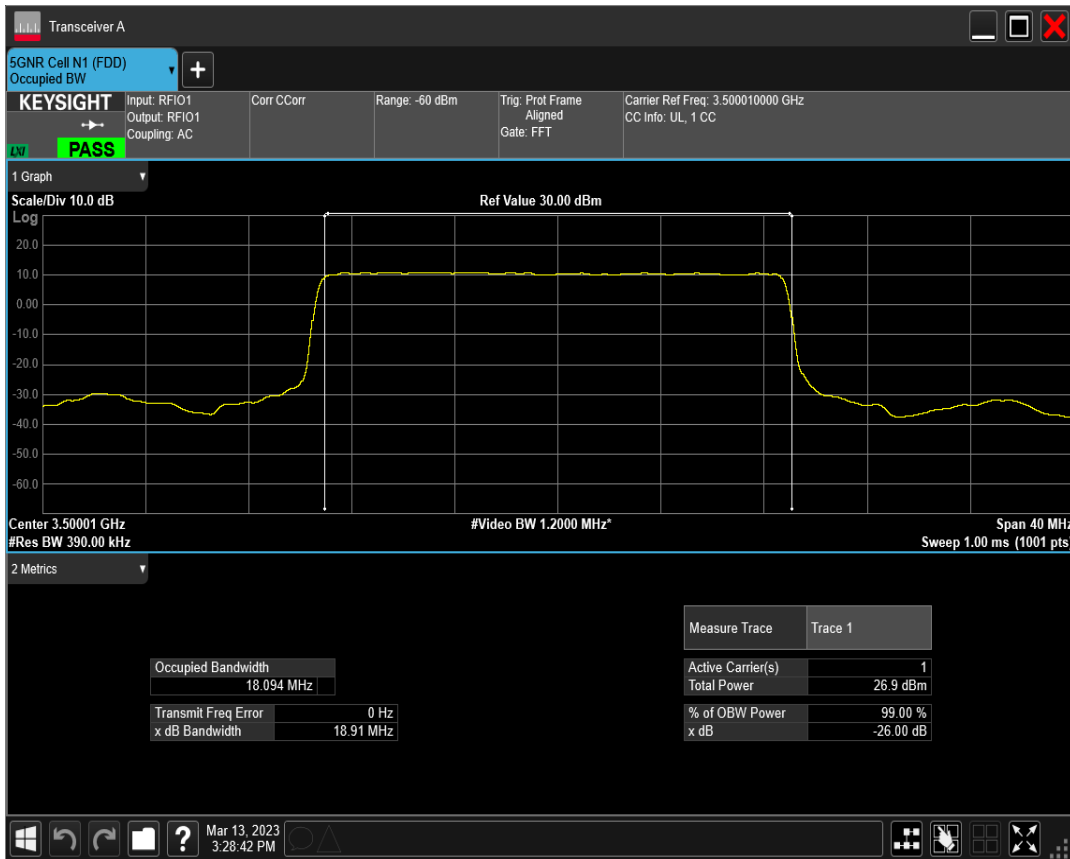 Transceiver A
5GNR Cell N1 (FDD)
Occupied BW
+
KEYSIGHT
LXI
PASS
Input: RFIO1
Output: RFIO1
Coupling: AC
Corr CCorr
Range: -60 dBm
Trig: Prot Frame
Aligned
Gate: FFT
Carrier Ref Freq: 3.500010000 GHz
CC Info: UL, 1 CC
1 Graph
Scale/Div 10.0 dB
Ref Value 30.00 dBm
Log
20.0
10.0
0.00
-10.0
-20.0
-30.0
-40.0
-50.0
-60.0
Center 3.50001 GHz
#Video BW 1.2000 MHz*
Span 40 MHz
#Res BW 390.00 kHz
Sweep 1.00 ms (1001 pts)
2 Metrics
Measure Trace Trace 1
Occupied Bandwidth
18.094 MHz
Active Carrier(s) 1
Total Power 26.9 dBm
Transmit Freq Error 0 Hz
x dB Bandwidth 18.91 MHz
% of OBW Power 99.00 %
x dB -26.00 dB
?
Mar 13, 2023
3:28:42 PM